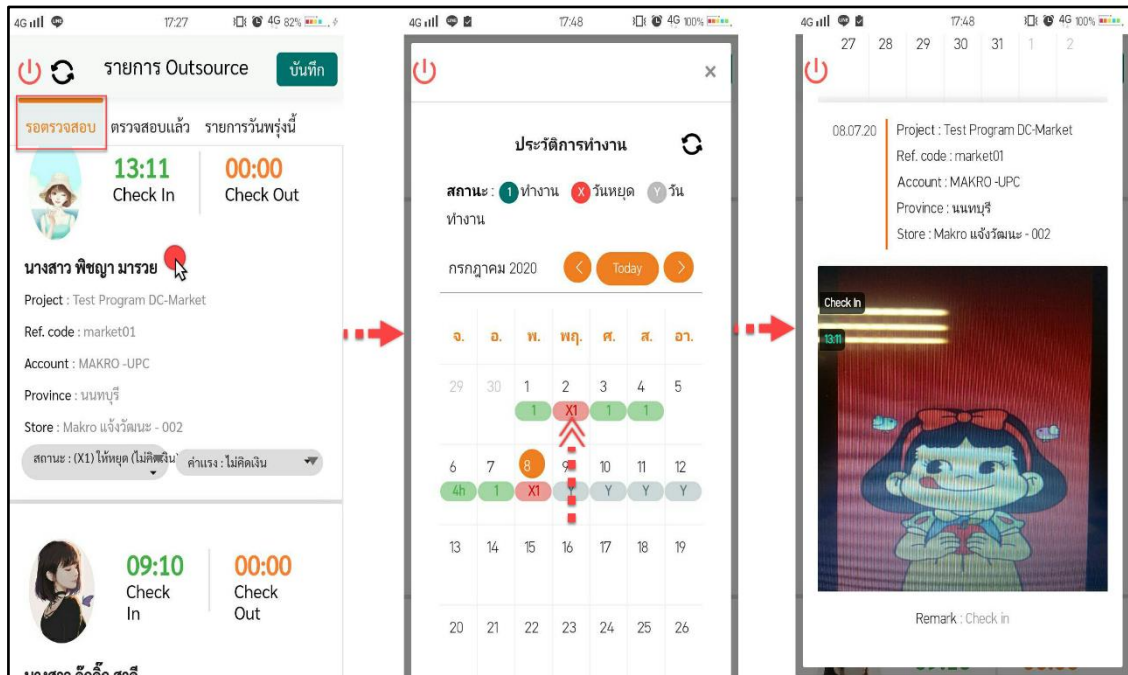 4G 17:27 4G 82%
รายการ Outsource บันทึก
รอตรวจสอบ ตรวจสอบแล้ว รายการวันพรุ่งนี้
13:11 00:00
Check In Check Out
นางสาว พิชญา มารวย
Project : Test Program DC-Market
Ref. code : market01
Account : MAKRO -UPC
Province : นนทบุรี
Store : Makro แจ้งวัฒนะ - 002
สถานะ : (X1) ให้หยุด (ไม่คิดเงิน ค่าแรง : ไม่คิดเงิน
09:10 00:00
Check Check
In Out
4G 17:48 4G 100%
×
ประวัติการทำงาน
สถานะ : 1 ทำงาน X วันหยุด Y วัน
ทำงาน
กรกฎาคม 2020 < Today >
จ. อ. พ. พฤ. ศ. ส. อา.
29 30 1 2 3 4 5
1 X1 1 1
6 7 8 9 10 11 12
4h 1 X1 Y Y Y Y
13 14 15 16 17 18 19
20 21 22 23 24 25 26
4G 17:48 4G 100%
27 28 29 30 31 1 2
08.07.20 Project : Test Program DC-Market
Ref. code : market01
Account : MAKRO -UPC
Province : นนทบุรี
Store : Makro แจ้งวัฒนะ - 002
Check In
13:11
Remark : Check in